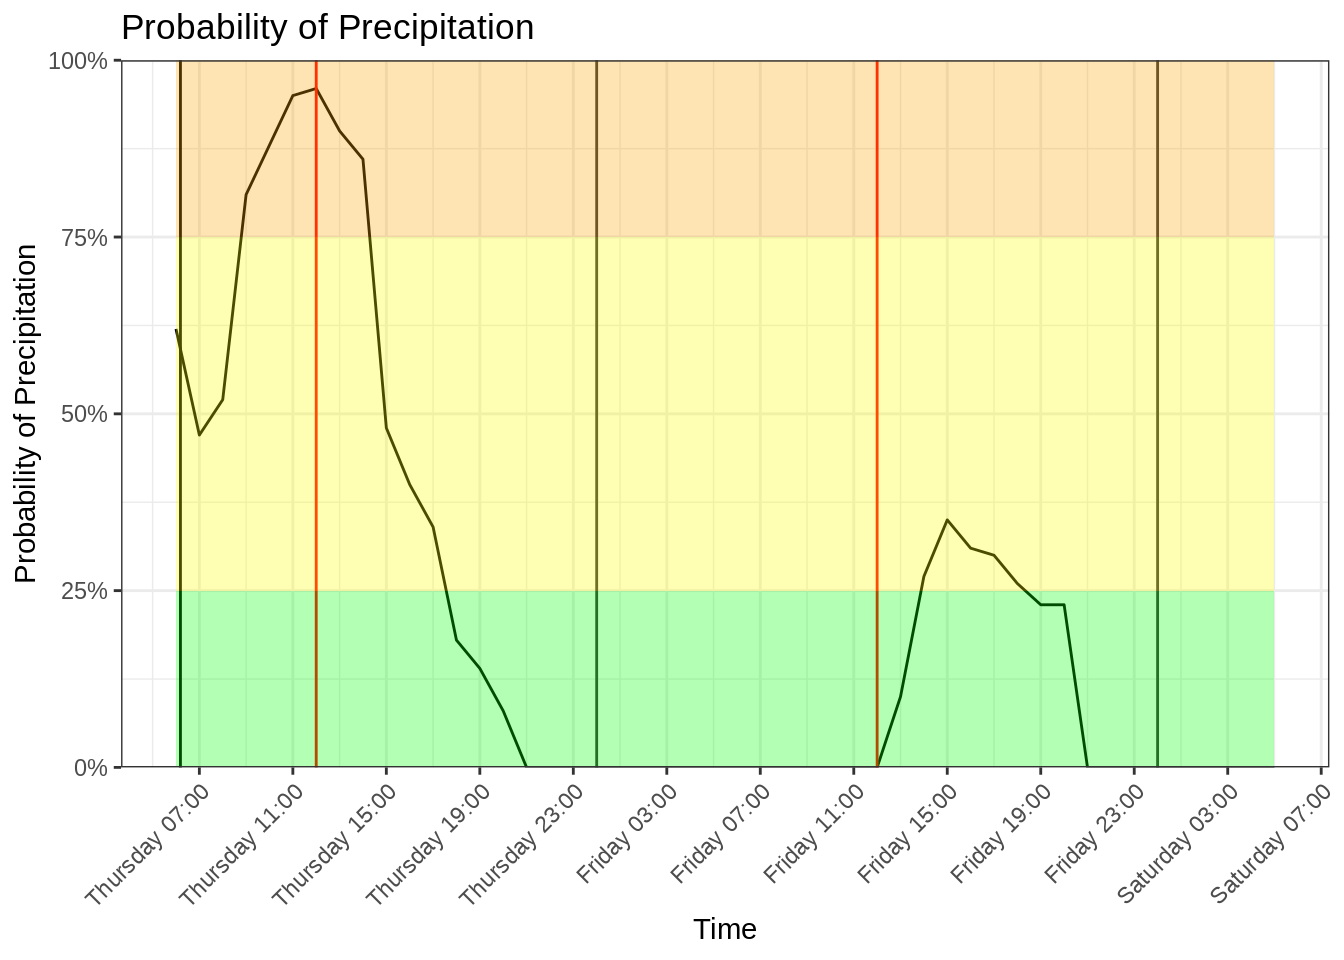 Probability of Precipitation
Probability of Precipitation
100%
75%
50%
25%
0%
Thursday 07:00
Thursday 11:00
Thursday 15:00
Thursday 19:00
Thursday 23:00
Friday 03:00
Friday 07:00
Friday 11:00
Friday 15:00
Friday 19:00
Friday 23:00
Saturday 03:00
Saturday 07:00
Time